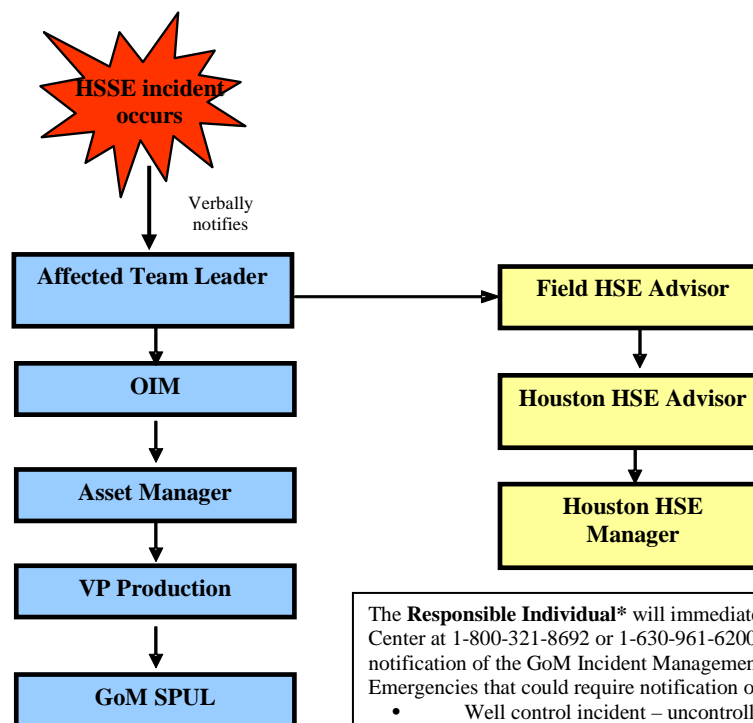 HSSE incident
occurs
Verbally
notifies
Affected Team Leader
Field HSE Advisor
OIM
Houston HSE Advisor
Asset Manager
Houston HSE
Manager
VP Production
GoM SPUL
The Responsible Individual* will immediate
Center at 1-800-321-8692 or 1-630-961-6200
notification of the GoM Incident Management
Emergencies that could require notification o
• Well control incident – uncontroll